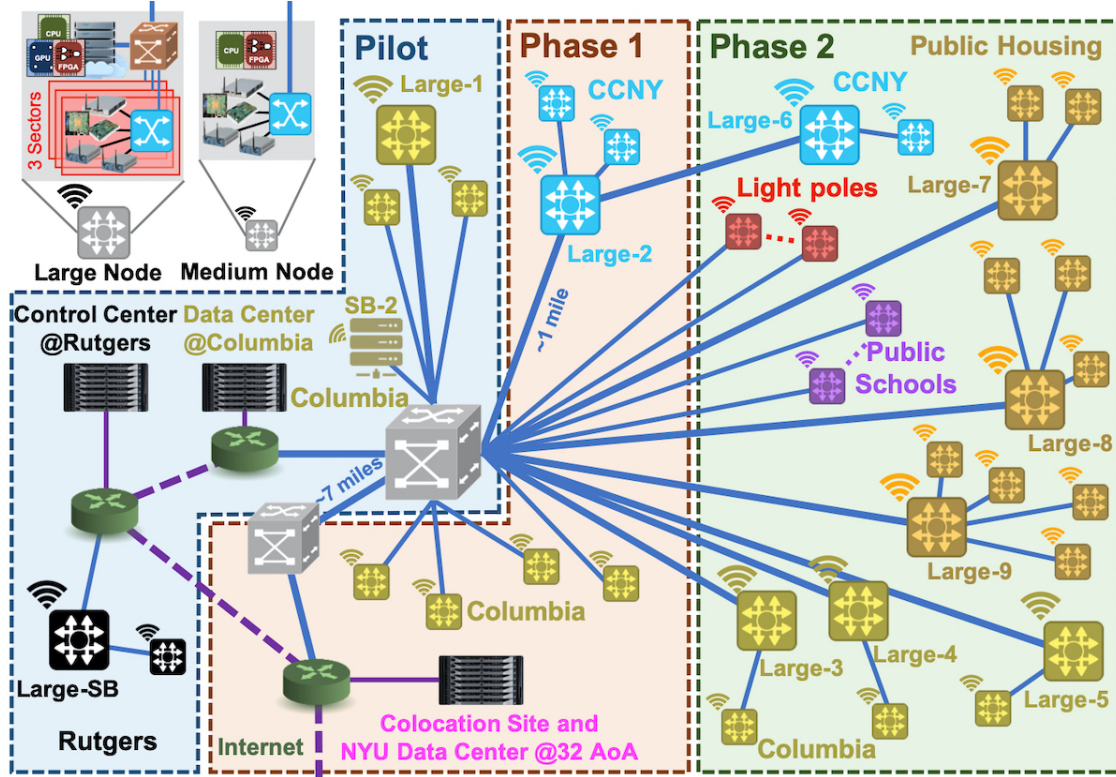 CPU
GPU
FPGA
3 Sectors
Large Node
CPU
FPGA
Medium Node
Pilot
Large-1
SB-2
Columbia
Control Center
@Rutgers
Data Center
@Columbia
~7 miles
Large-SB
Rutgers
Phase 1
CCNY
Large-2
~1 mile
Columbia
Colocation Site and
NYU Data Center @32 AoA
Internet
Phase 2
CCNY
Large-6
Public Housing
Large-7
Light poles
Public
Schools
Large-8
Large-9
Large-3
Large-4
Large-5
Columbia